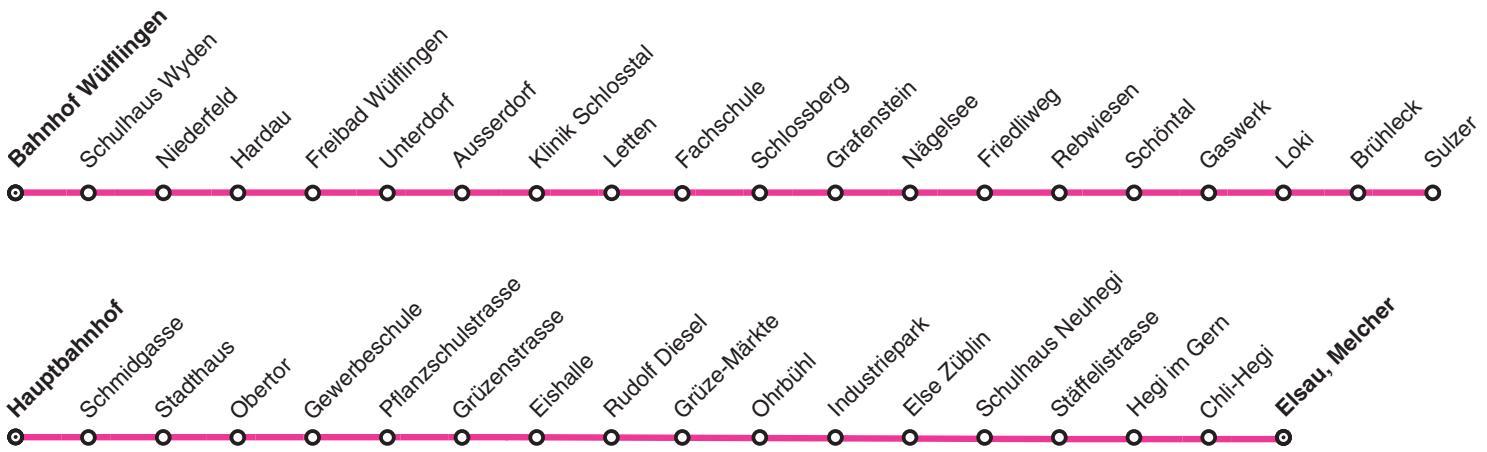 Bahnhof Wülflingen
Schulhaus Wyden
Niederfeld
Hardau
Freibad Wülflingen
Unterdorf
Ausserdorf
Klinik Schlosstal
Letten
Fachschule
Schlossberg
Grafenstein
Nägelsee
Friedliweg
Rebwiesen
Schöntal
Gaswerk
Loki
Brühleck
Sulzer
Hauptbahnhof
Schmidgasse
Stadthaus
Obertor
Gewerbeschule
Pflanzschulstrasse
Grüzenstrasse
Eishalle
Rudolf Diesel
Grüze-Märkte
Ohrbühl
Industriepark
Else Züblin
Schulhaus Neuhegi
Stäffelistrasse
Hegi im Gern
Chli-Hegi
Elsau, Melcher